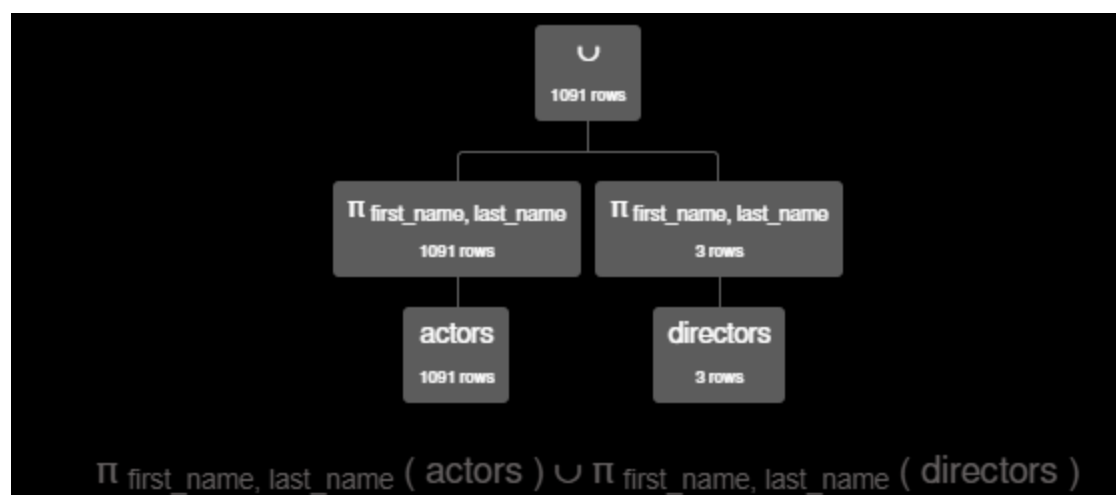 ∪
1091 rows
π first_name, last_name
1091 rows
π first_name, last_name
3 rows
actors
1091 rows
directors
3 rows
π first_name, last_name ( actors ) ∪ π first_name, last_name ( directors )